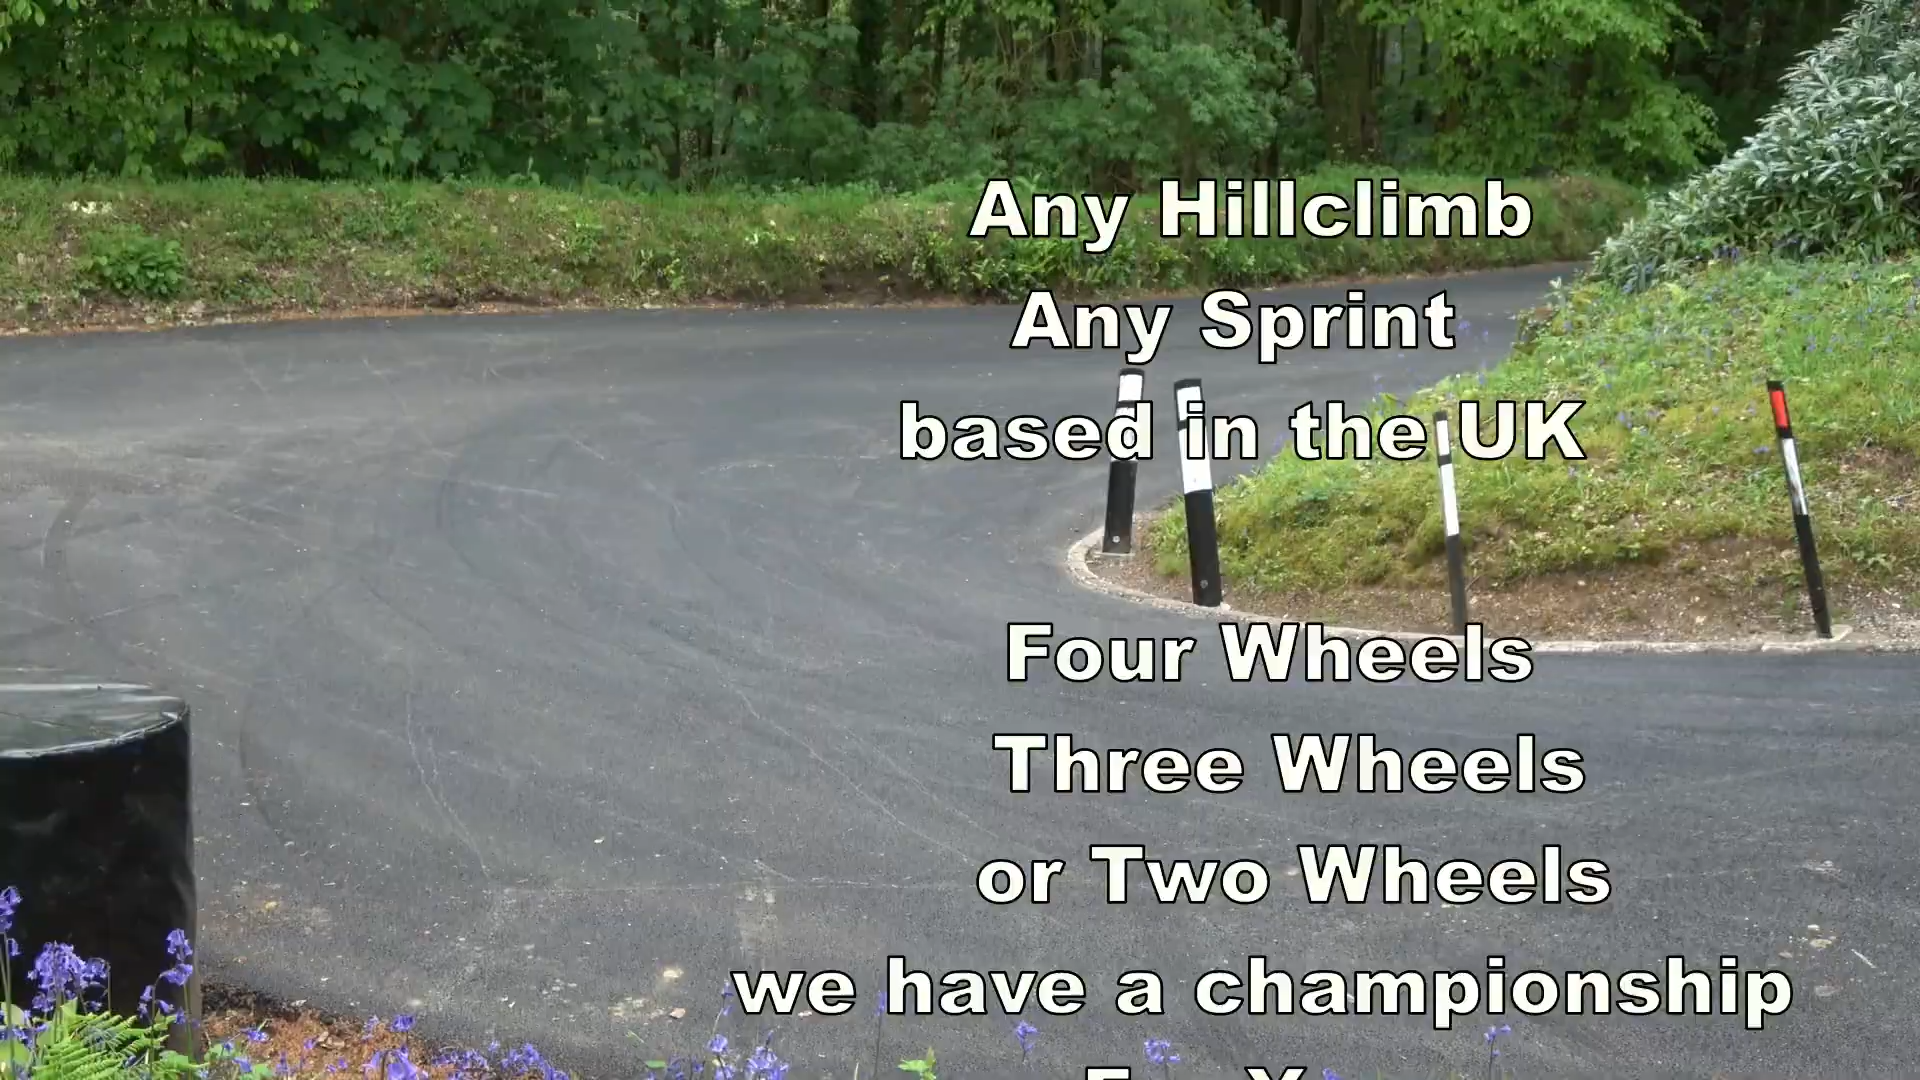 Any Hillclimb
Any Sprint
based in the UK
Four Wheels
Three Wheels
or Two Wheels
we have a championship